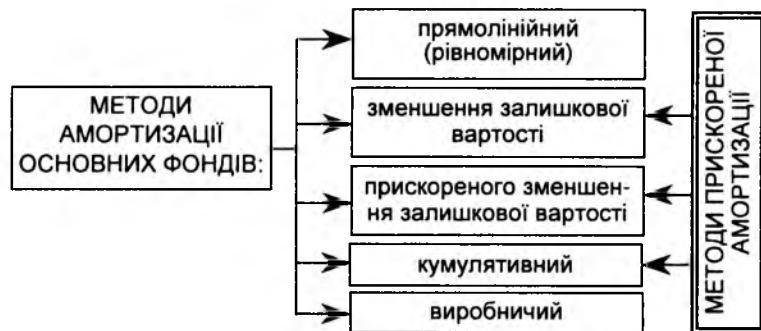 МЕТОДИ
АМОРТИЗАЦІЇ
ОСНОВНИХ ФОНДІВ:
прямолінійний
(рівномірний)
зменшення залишкової
вартості
прискореного зменшен-
ня залишкової вартості
кумулятивний
виробничий
МЕТОДИ ПРИСКОРЕНОЇ
АМОРТИЗАЦІЇ